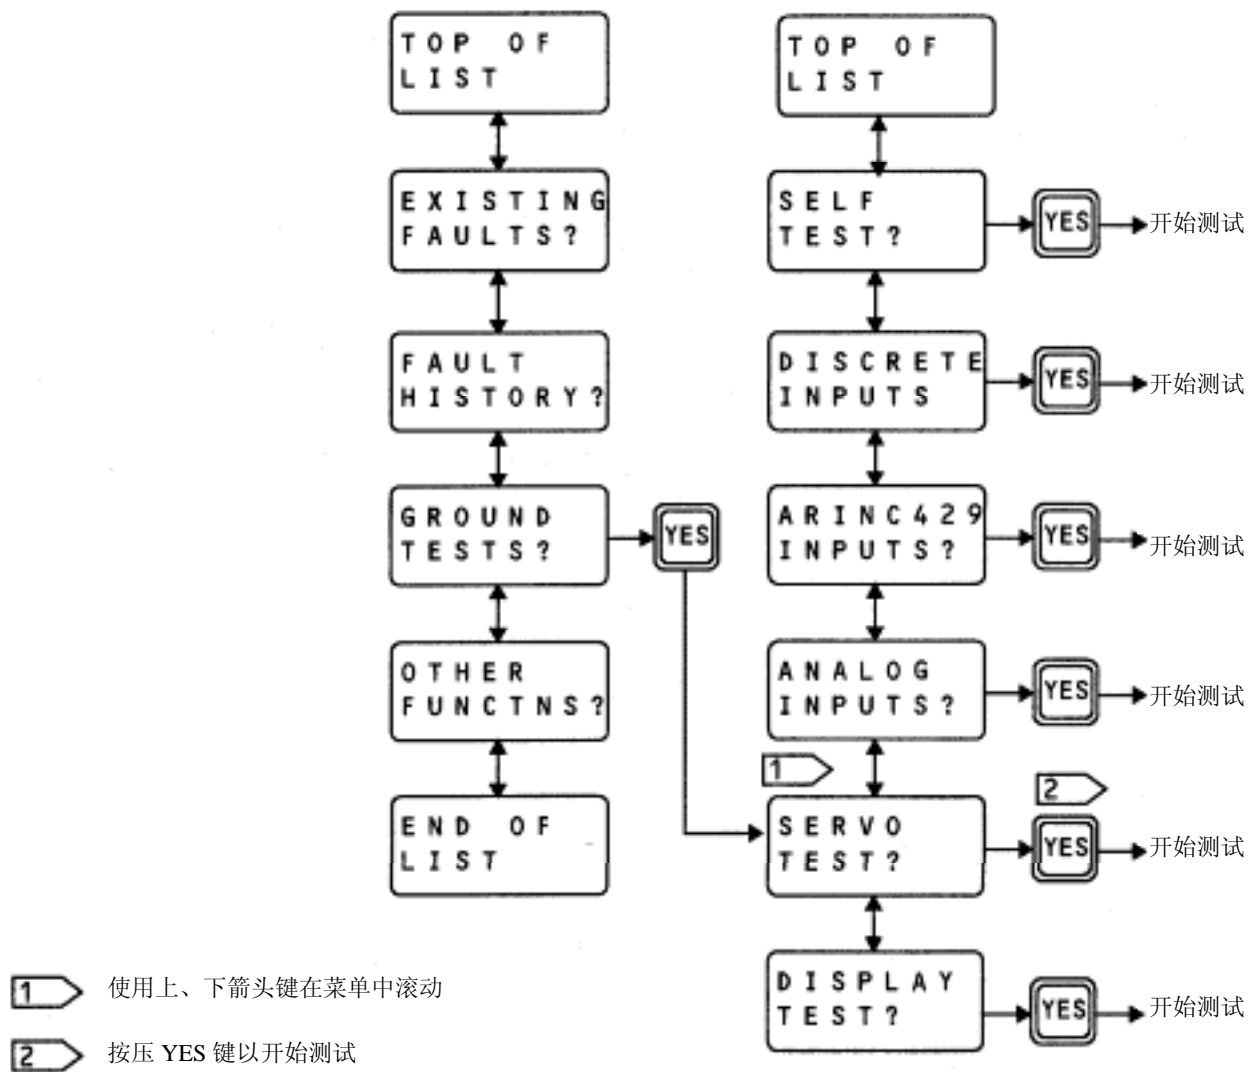 TOP OF
LIST
EXISTING
FAULTS?
FAULT
HISTORY?
GROUND
TESTS?
YES
OTHER
FUNCTNS?
END OF
LIST
TOP OF
LIST
SELF
TEST?
YES
开始测试
DISCRETE
INPUTS
YES
开始测试
ARINC429
INPUTS?
YES
开始测试
ANALOG
INPUTS?
YES
开始测试
1
SERVO
TEST?
2
YES
开始测试
DISPLAY
TEST?
YES
开始测试
1 使用上、下箭头键在菜单中滚动
2 按压 YES 键以开始测试